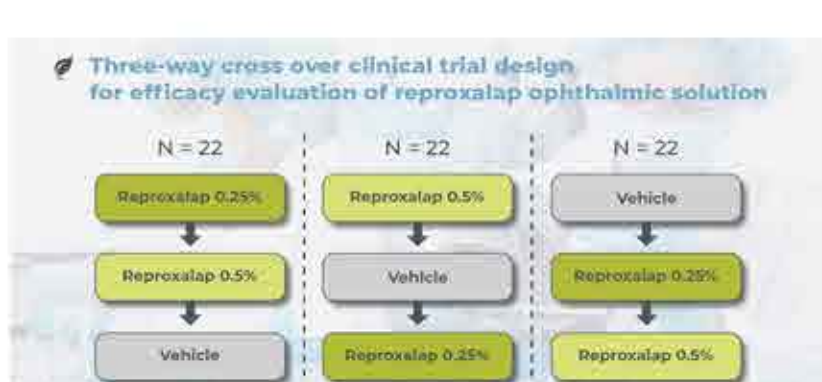 Three-way cross over clinical trial design
for efficacy evaluation of reproxalap ophthalmic solution
N = 22
Reproxalap 0.25%
Reproxalap 0.5%
Vehicle
N = 22
Reproxalap 0.5%
Vehicle
Reproxalap 0.25%
N = 22
Vehicle
Reproxalap 0.25%
Reproxalap 0.5%